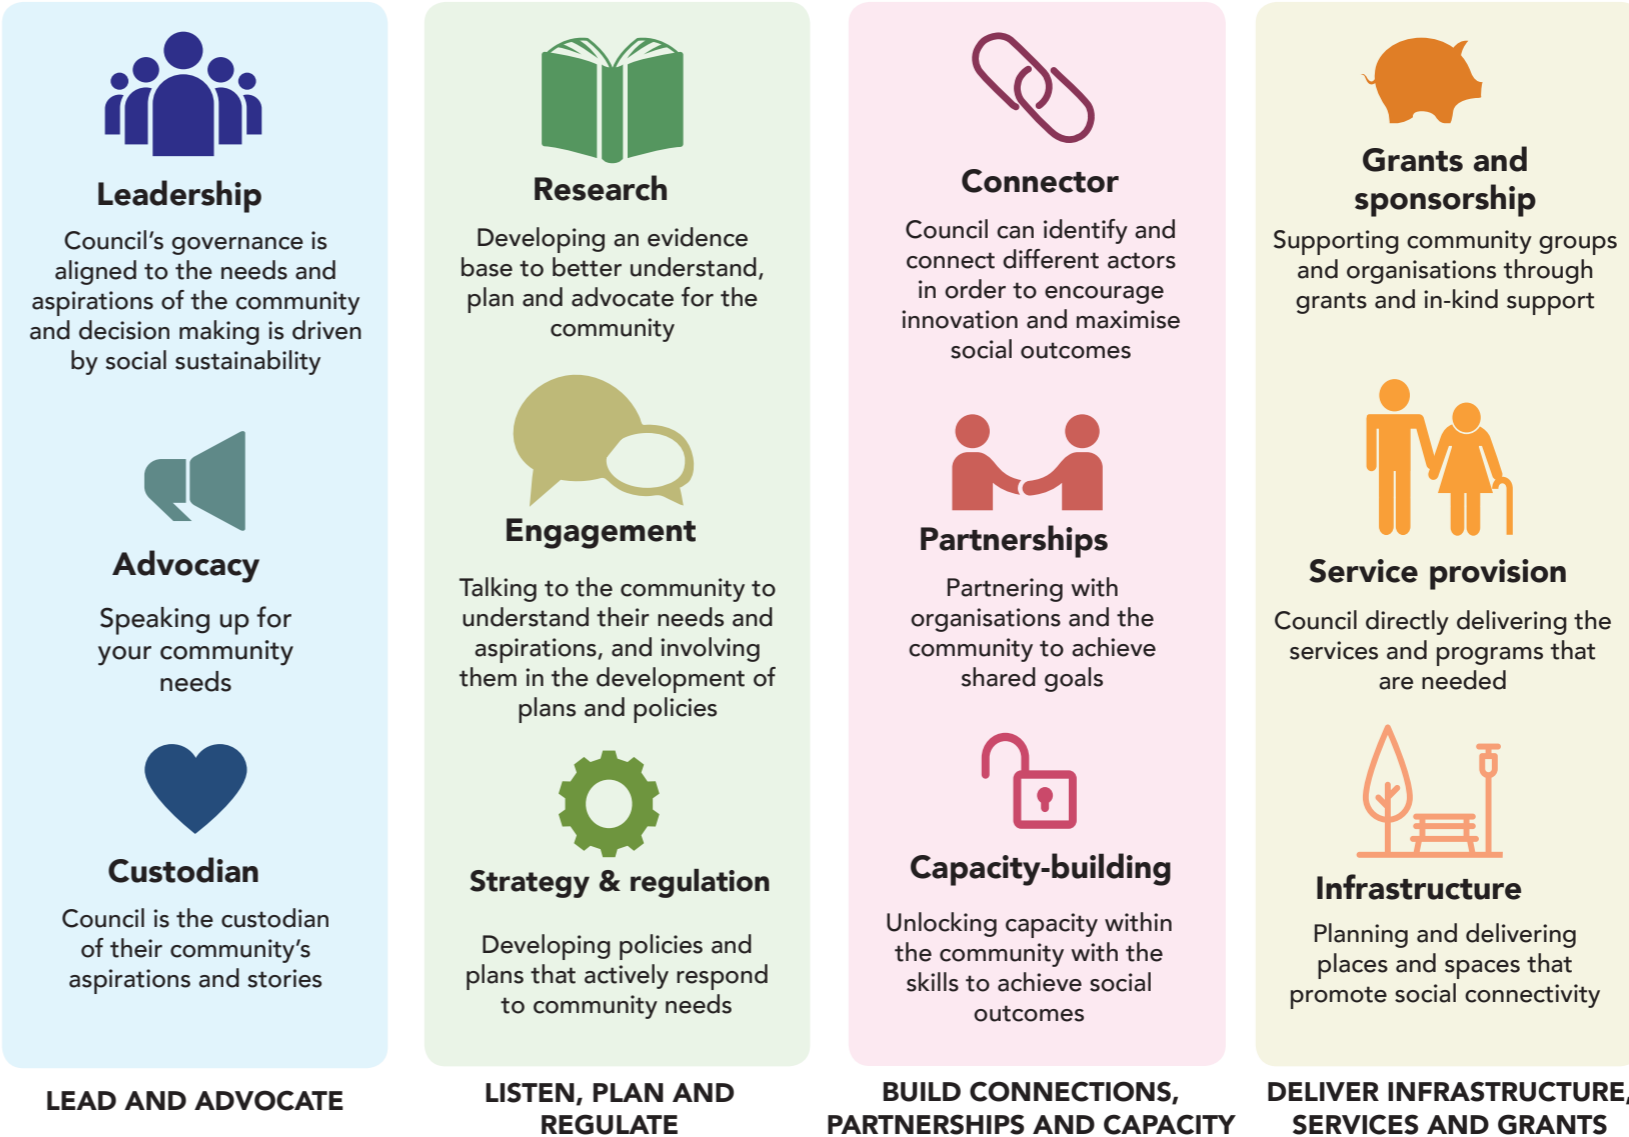 Leadership
Council’s governance is
aligned to the needs and
aspirations of the community
and decision making is driven
by social sustainability
Advocacy
Speaking up for
your community
needs
Custodian
Council is the custodian
of their community’s
aspirations and stories
LEAD AND ADVOCATE
Research
Developing an evidence
base to better understand,
plan and advocate for the
community
Engagement
Talking to the community to
understand their needs and
aspirations, and involving
them in the development of
plans and policies
Strategy & regulation
Developing policies and
plans that actively respond
to community needs
LISTEN, PLAN AND
REGULATE
Connector
Council can identify and
connect different actors
in order to encourage
innovation and maximise
social outcomes
Partnerships
Partnering with
organisations and the
community to achieve
shared goals
Capacity-building
Unlocking capacity within
the community with the
skills to achieve social
outcomes
BUILD CONNECTIONS,
PARTNERSHIPS AND CAPACITY
Grants and
sponsorship
Supporting community groups
and organisations through
grants and in-kind support
Service provision
Council directly delivering the
services and programs that
are needed
Infrastructure
Planning and delivering
places and spaces that
promote social connectivity
DELIVER INFRASTRUCTURE,
SERVICES AND GRANTS